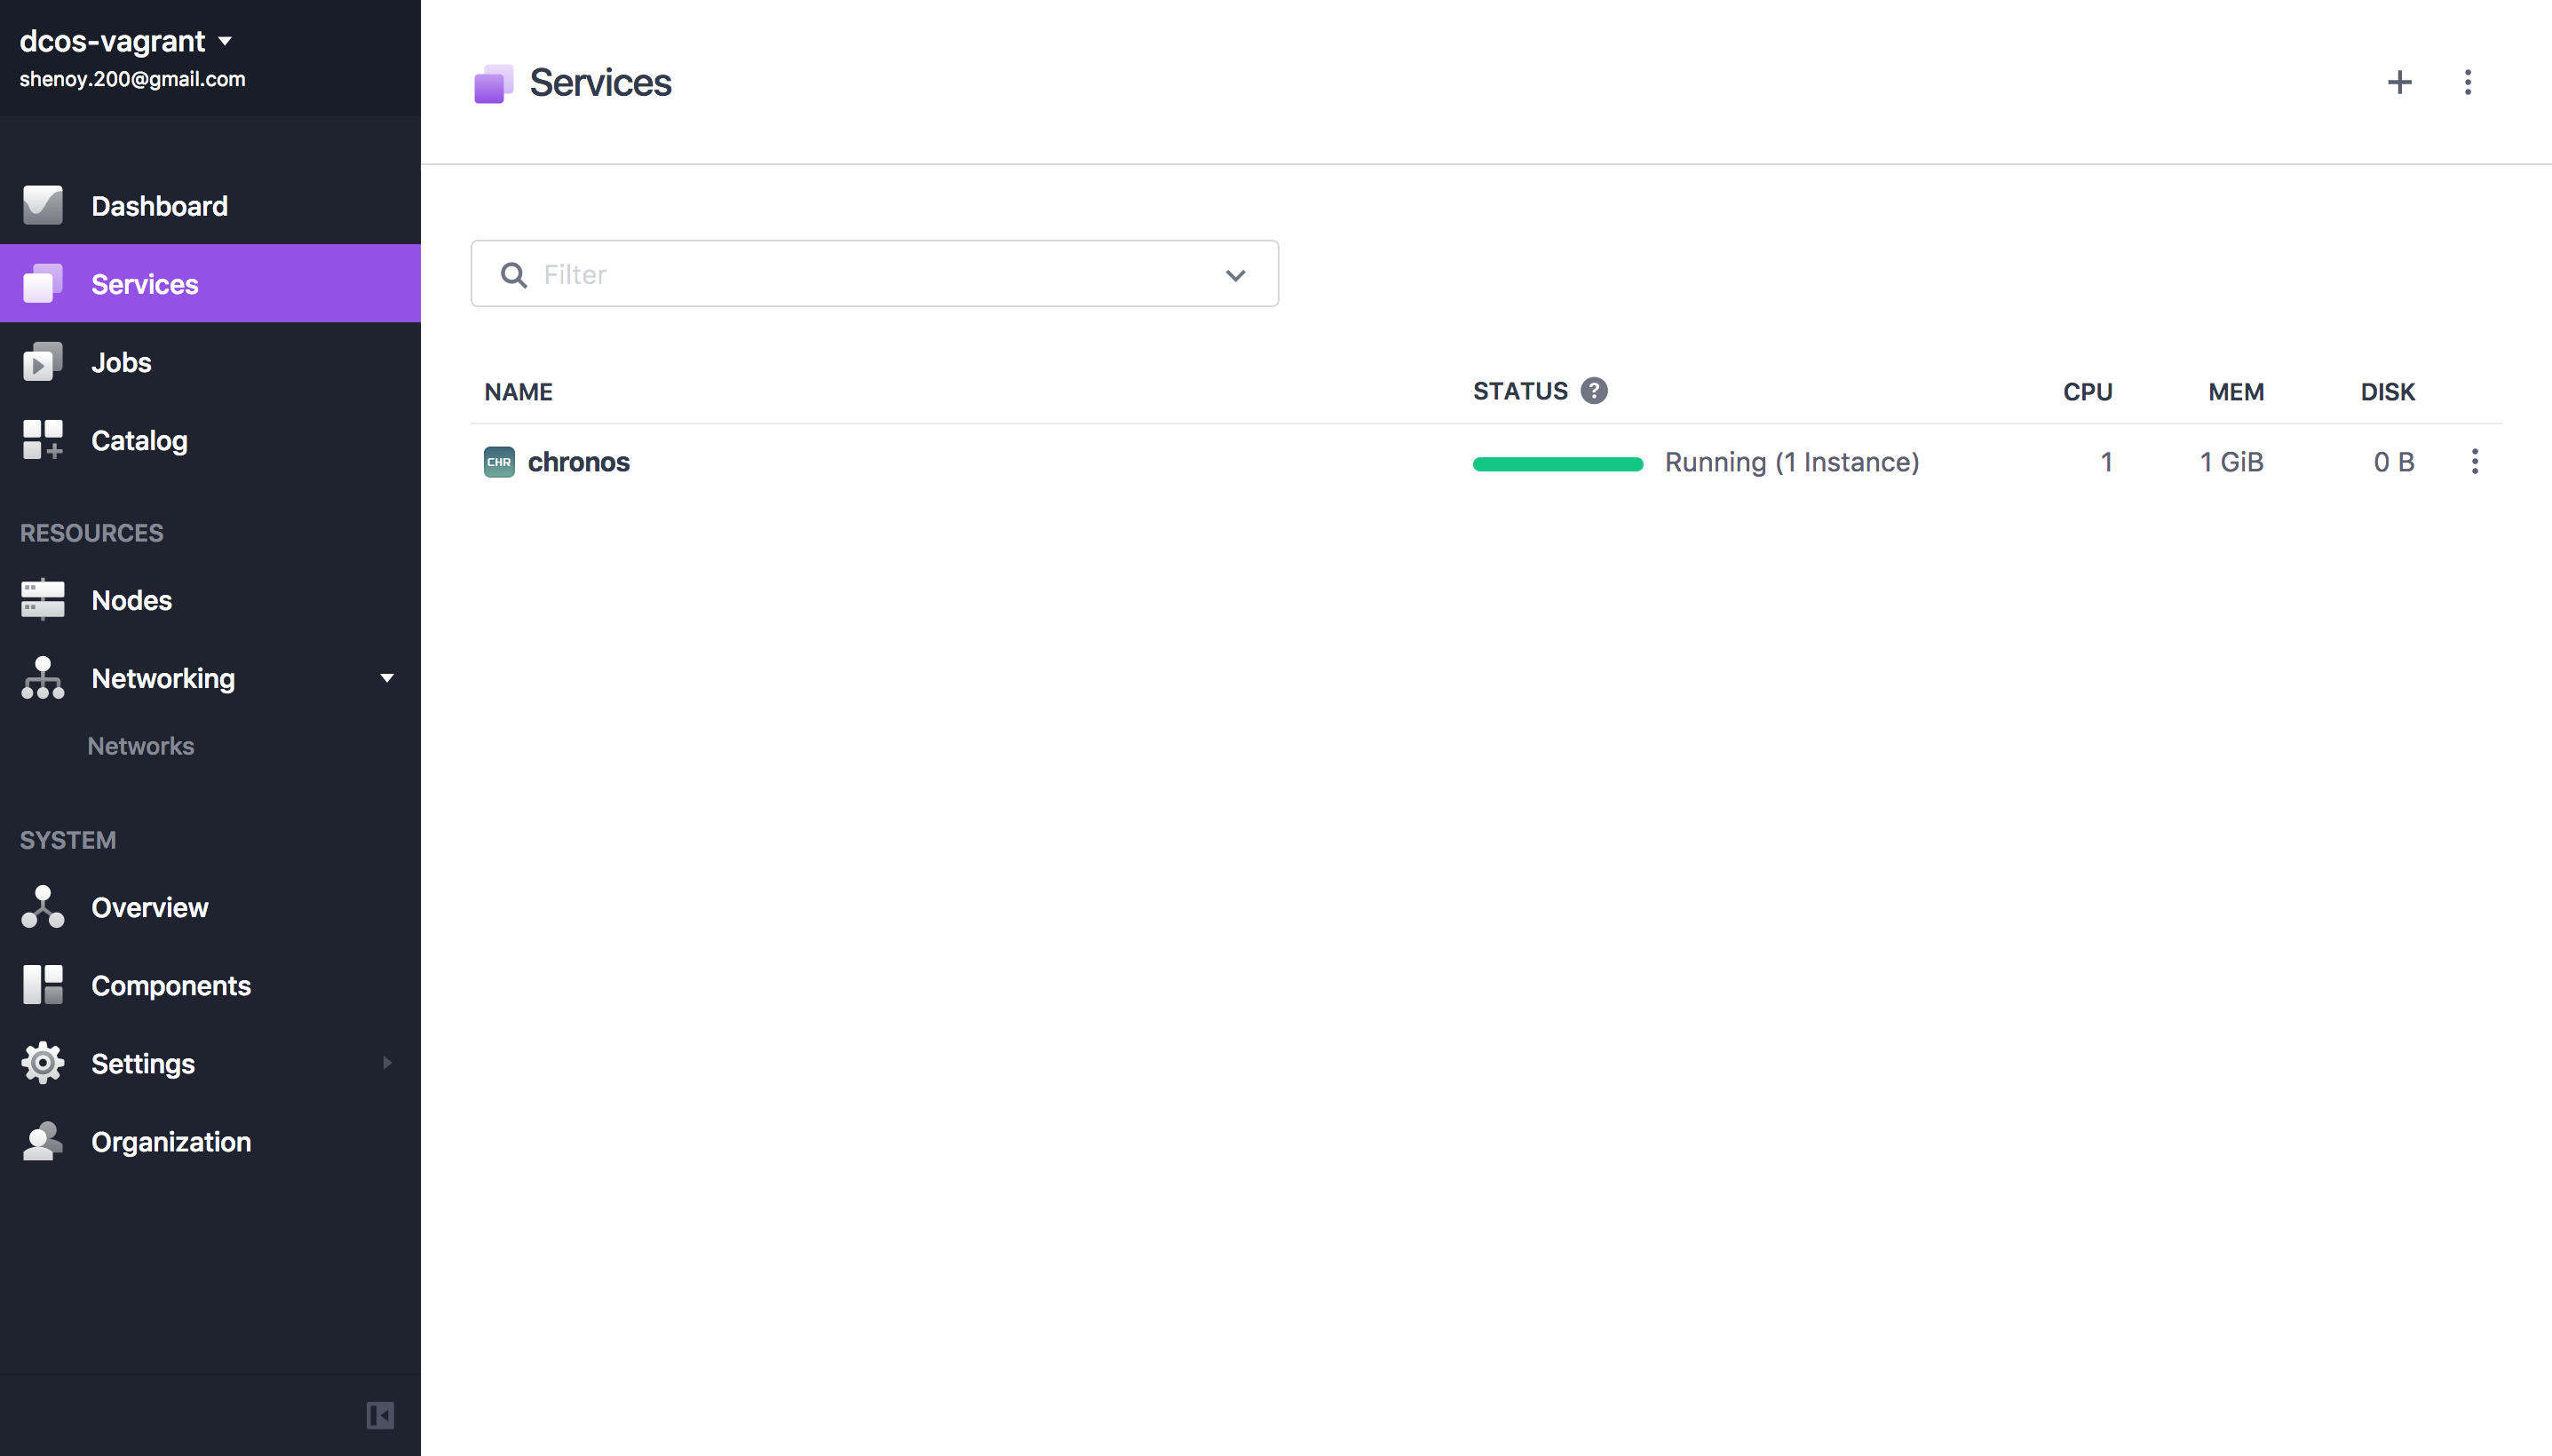 dcos-vagrant
shenoy.200@gmail.com
Dashboard
Services
Jobs
Catalog
RESOURCES
Nodes
Networking
Networks
SYSTEM
Overview
Components
Settings
Organization
Services
Filter
NAME STATUS ? CPU MEM DISK
CHR chronos Running (1 Instance) 1 1 GiB 0 B